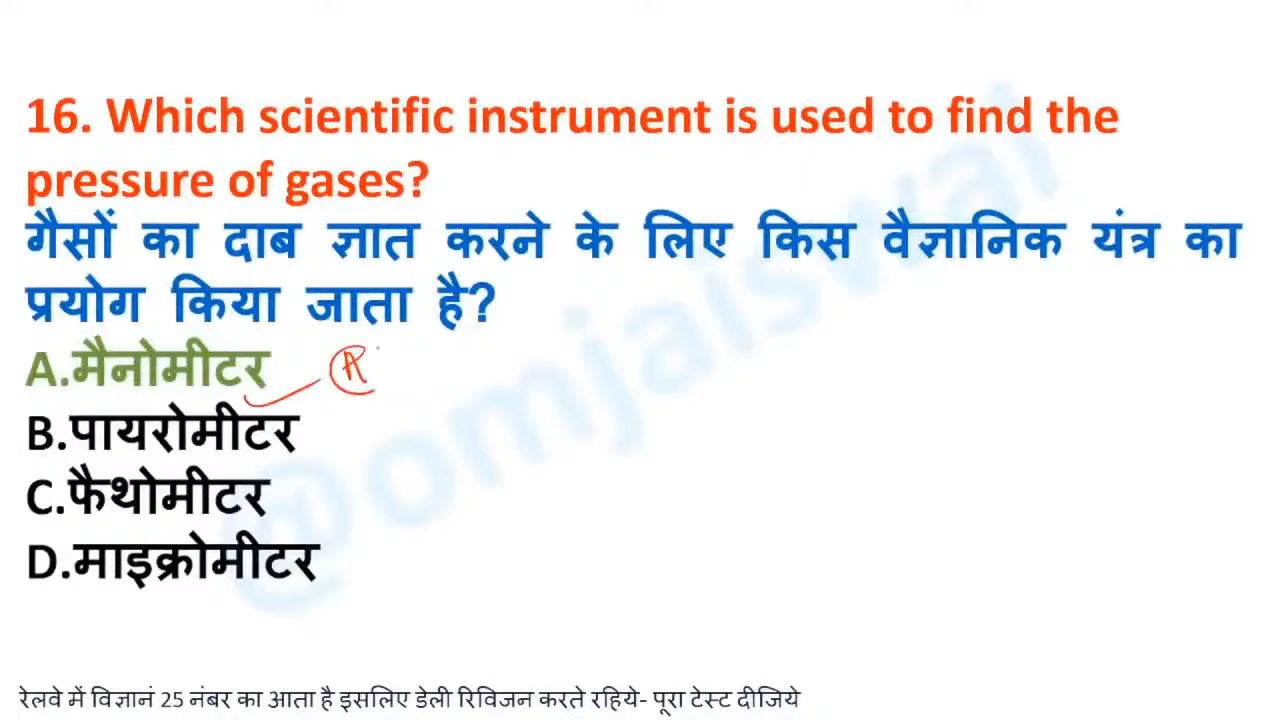 16. Which scientific instrument is used to find the
pressure of gases?
गैसों का दाब ज्ञात करने के लिए किस वैज्ञानिक यंत्र का
प्रयोग किया जाता है?
A.मैनोमीटर
A
B.पायरोमीटर
C.फैथोमीटर
D.माइक्रोमीटर
@omjaiswal
रेलवे में विज्ञानं 25 नंबर का आता है इसलिए डेली रिविजन करते रहिये- पूरा टेस्ट दीजिये